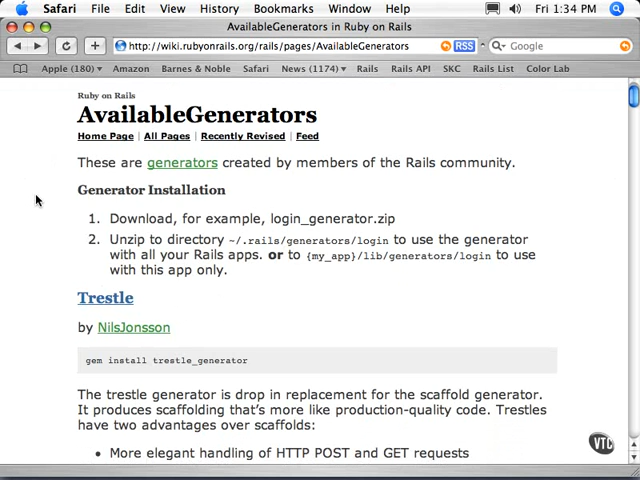 Safari File Edit View History Bookmarks Window Help Fri 1:34 PM
AvailableGenerators in Ruby on Rails
http://wiki.rubyonrails.org/rails/pages/AvailableGenerators RSS Google
Apple (180) Amazon Barnes & Noble Safari News (1174) Rails Rails API SKC Rails List Color Lab
Ruby on Rails
AvailableGenerators
Home Page | All Pages | Recently Revised | Feed
These are generators created by members of the Rails community.
Generator Installation
1. Download, for example, login_generator.zip
2. Unzip to directory ~/.rails/generators/login to use the generator
with all your Rails apps. or to {my_app}/lib/generators/login to use
with this app only.
Trestle
by NilsJonsson
gem install trestle_generator
The trestle generator is drop in replacement for the scaffold generator.
It produces scaffolding that's more like production-quality code. Trestles
have two advantages over scaffolds:
• More elegant handling of HTTP POST and GET requests
VTC